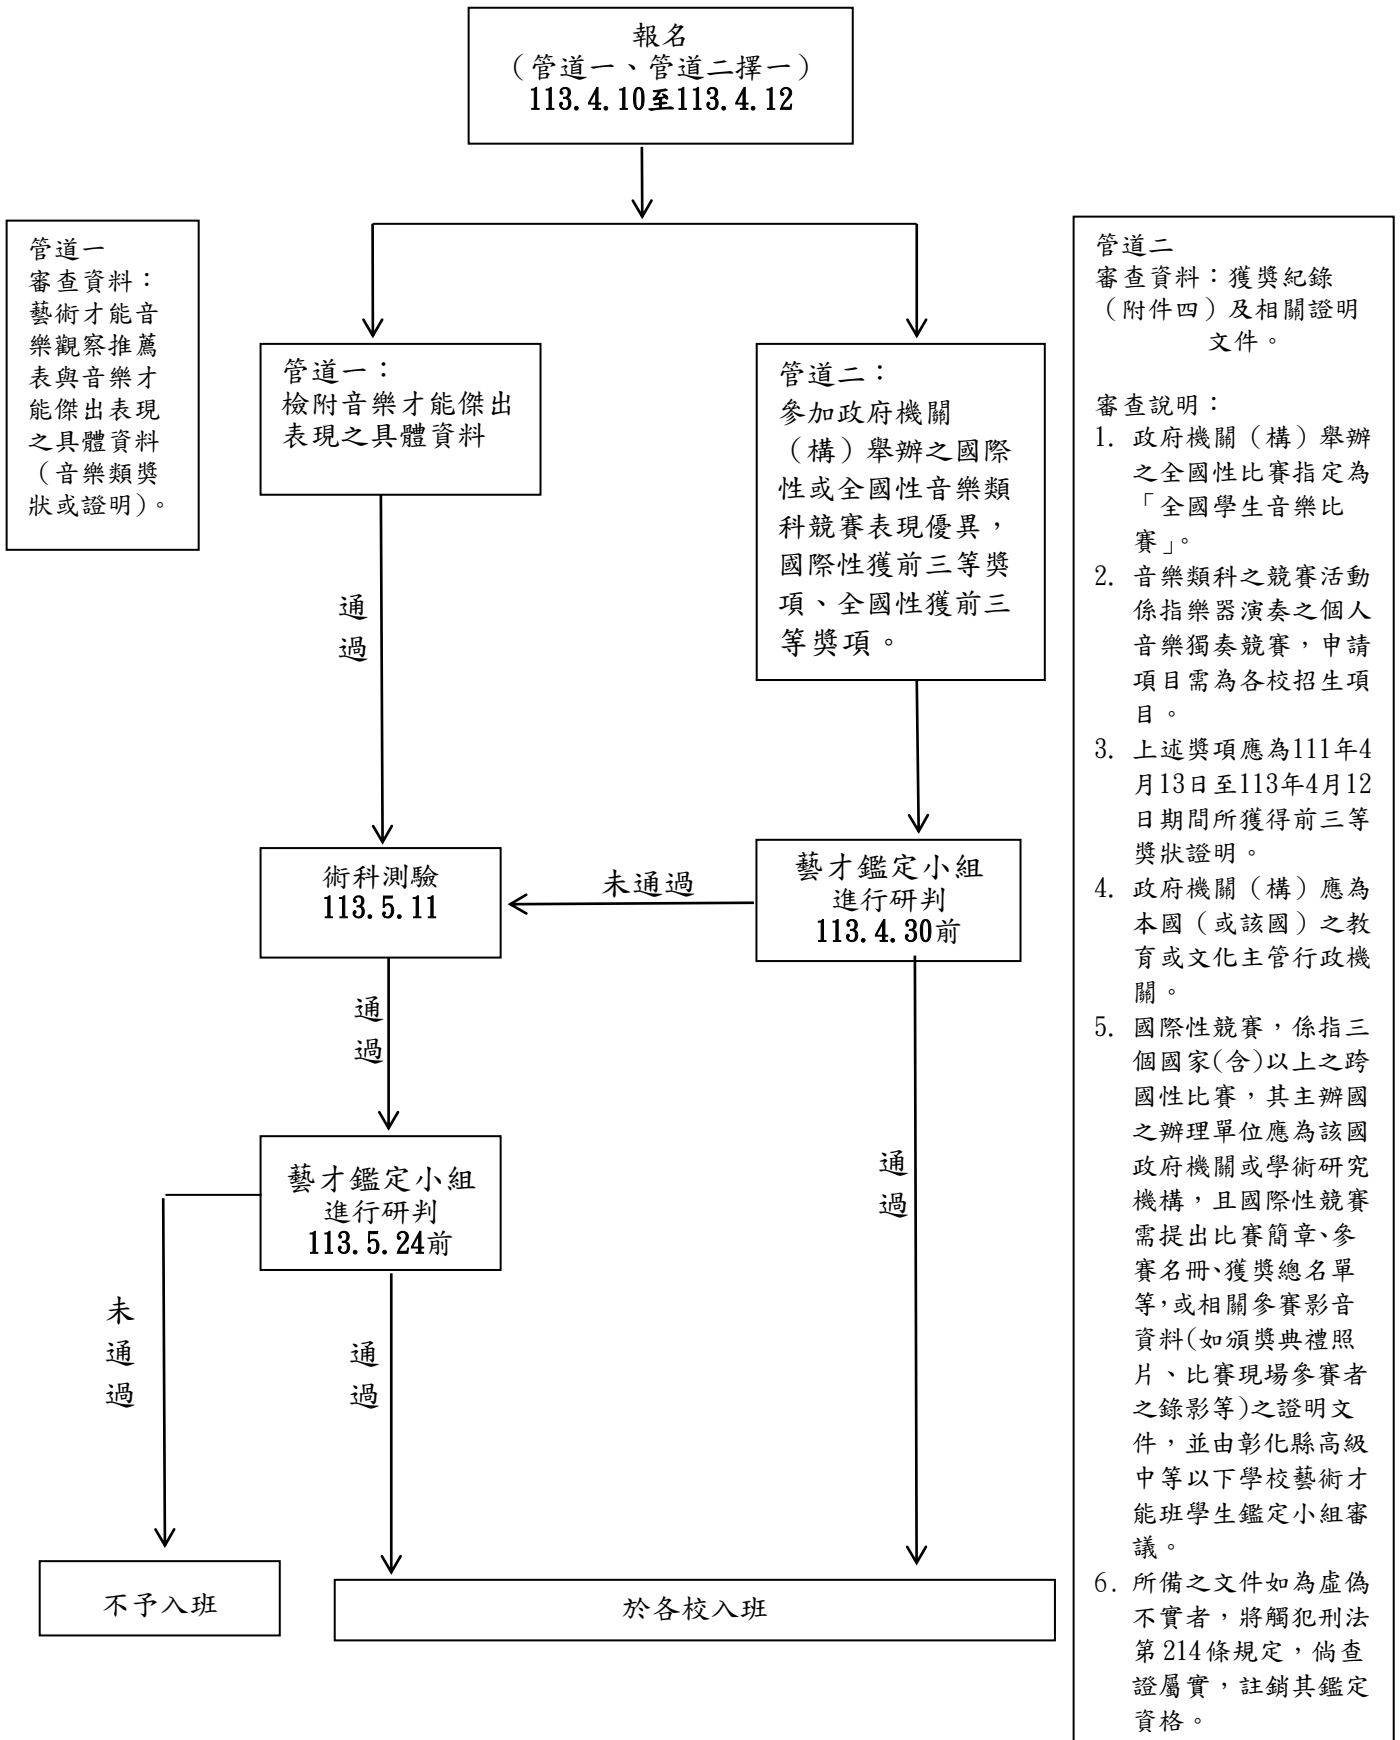 報名
（管道一、管道二擇一）
113.4.10至113.4.12
管道一
審查資料：
藝術才能音
樂觀察推薦
表與音樂才
能傑出表現
之具體資料
（音樂類獎
狀或證明）。
管道一：
檢附音樂才能傑出
表現之具體資料
管道二：
參加政府機關
（構）舉辦之國際
性或全國性音樂類
科競賽表現優異，
國際性獲前三等獎
項、全國性獲前三
等獎項。
管道二
審查資料：獲獎紀錄
（附件四）及相關證明
文件。
審查說明：
1. 政府機關（構）舉辦
之全國性比賽指定為
「全國學生音樂比
賽」。
2. 音樂類科之競賽活動
係指樂器演奏之個人
音樂獨奏競賽，申請
項目需為各校招生項
目。
3. 上述獎項應為111年4
月13日至113年4月12
日期間所獲得前三等
獎狀證明。
4. 政府機關（構）應為
本國（或該國）之教
育或文化主管行政機
關。
5. 國際性競賽，係指三
個國家(含)以上之跨
國性比賽，其主辦國
之辦理單位應為該國
政府機關或學術研究
機構，且國際性競賽
需提出比賽簡章、參
賽名冊、獲獎總名單
等，或相關參賽影音
資料(如頒獎典禮照
片、比賽現場參賽者
之錄影等)之證明文
件，並由彰化縣高級
中等以下學校藝術才
能班學生鑑定小組審
議。
6. 所備之文件如為虛偽
不實者，將觸犯刑法
第214條規定，倘查
證屬實，註銷其鑑定
資格。
通
過
術科測驗
113.5.11
未通過
藝才鑑定小組
進行研判
113.4.30前
通
過
藝才鑑定小組
進行研判
113.5.24前
通
過
未
通
過
通
過
不予入班
於各校入班